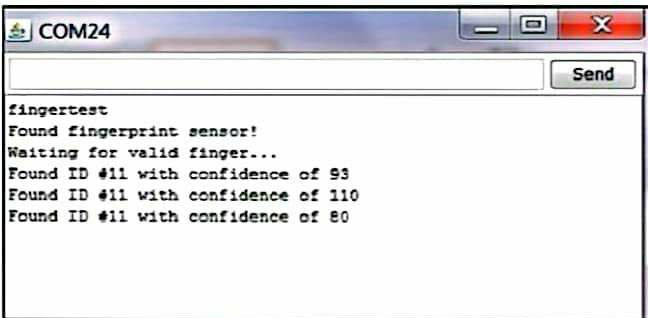 COM24
Send
fingertest
Found fingerprint sensor!
Waiting for valid finger...
Found ID #11 with confidence of 93
Found ID #11 with confidence of 110
Found ID #11 with confidence of 80